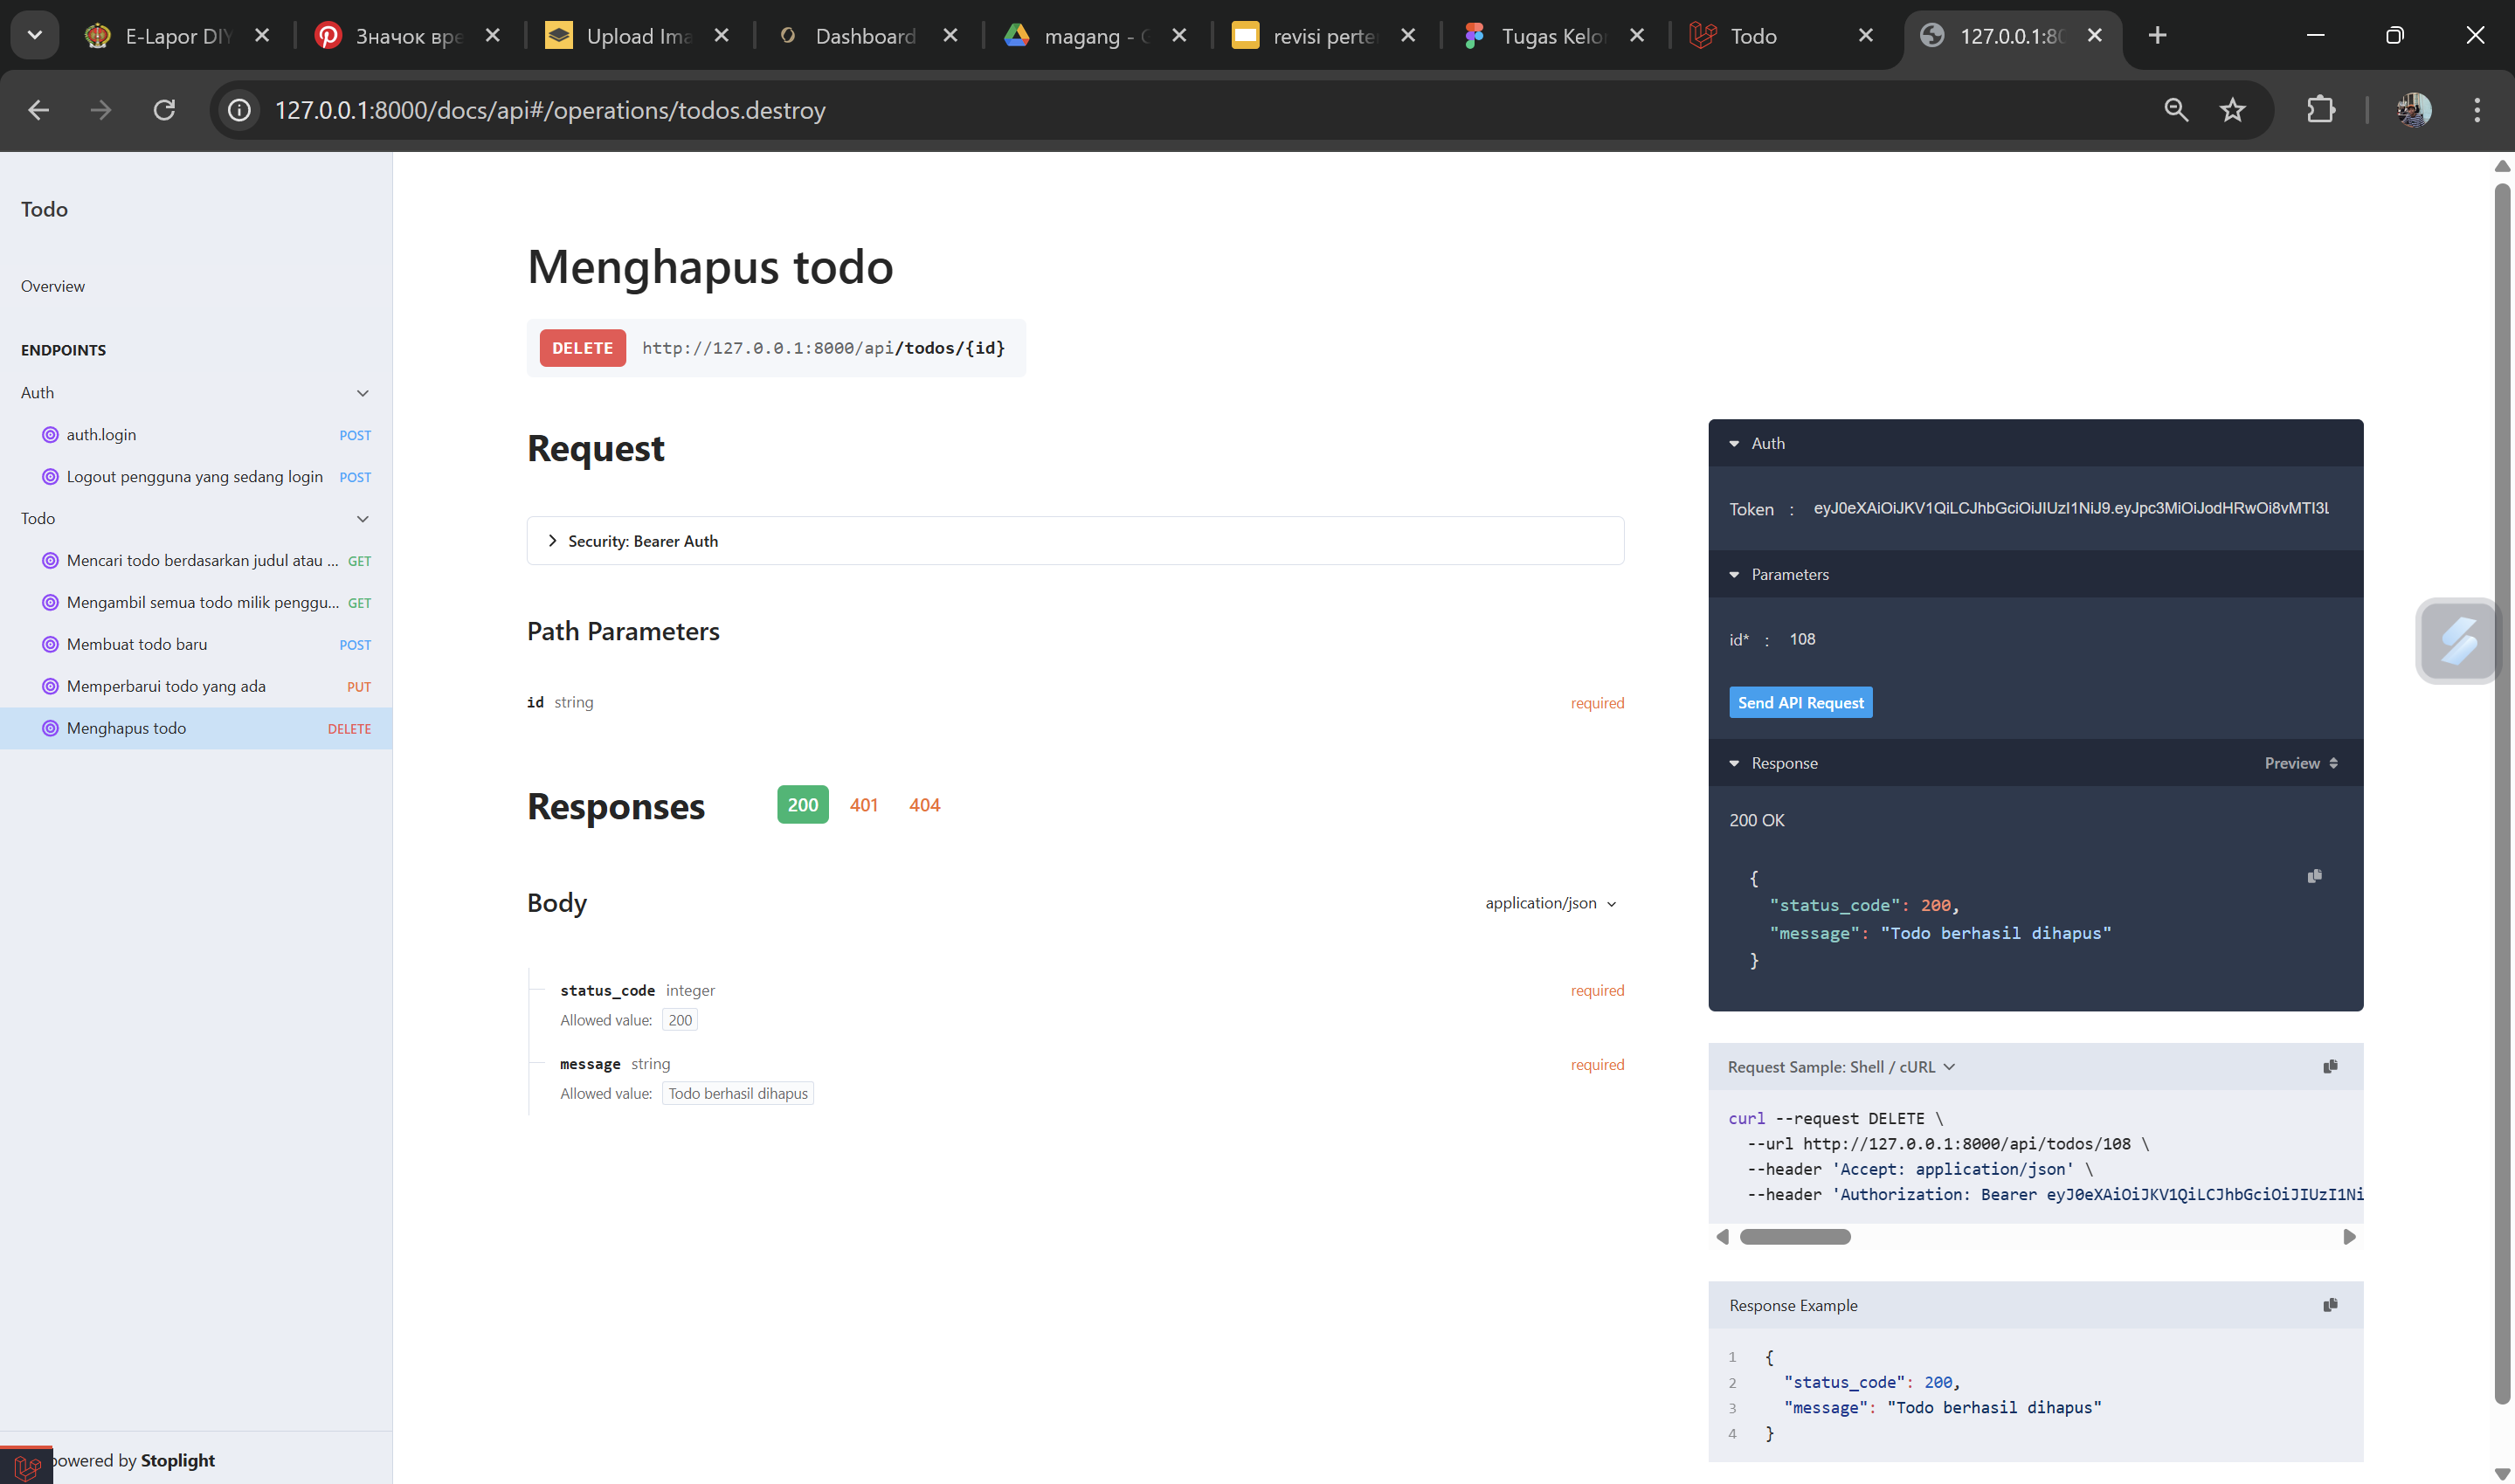 E-Lapor DIY
Значок вре
Upload Ima
Dashboard
magang -
revisi perte
Tugas Kelo
Todo
127.0.0.1:80
127.0.0.1:8000/docs/api#/operations/todos.destroy
Todo
Overview
ENDPOINTS
Auth
auth.login POST
Logout pengguna yang sedang login POST
Todo
Mencari todo berdasarkan judul atau ... GET
Mengambil semua todo milik penggu... GET
Membuat todo baru POST
Memperbarui todo yang ada PUT
Menghapus todo DELETE
powered by Stoplight
Menghapus todo
DELETE http://127.0.0.1:8000/api/todos/{id}
Request
Security: Bearer Auth
Path Parameters
id string required
Responses 200 401 404
Body application/json
status_code integer required
Allowed value: 200
message string required
Allowed value: Todo berhasil dihapus
Auth
Token : eyJ0eXAiOiJKV1QiLCJhbGciOiJIUzI1NiJ9.eyJpc3MiOiJodHRwOi8vMTI3L
Parameters
id* : 108
Send API Request
Response Preview
200 OK
{
"status_code": 200,
"message": "Todo berhasil dihapus"
}
Request Sample: Shell / cURL
curl --request DELETE \
--url http://127.0.0.1:8000/api/todos/108 \
--header 'Accept: application/json' \
--header 'Authorization: Bearer eyJ0eXAiOiJKV1QiLCJhbGciOiJIUzI1Ni
Response Example
1 {
2 "status_code": 200,
3 "message": "Todo berhasil dihapus"
4 }